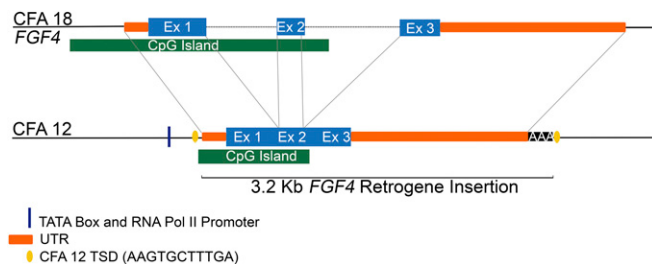 CFA 18
FGF4
Ex 1
Ex 2
Ex 3
CpG Island
CFA 12
Ex 1
Ex 2
Ex 3
AAA
CpG Island
3.2 Kb FGF4 Retrogene Insertion
TATA Box and RNA Pol II Promoter
UTR
CFA 12 TSD (AAGTGCTTTGA)